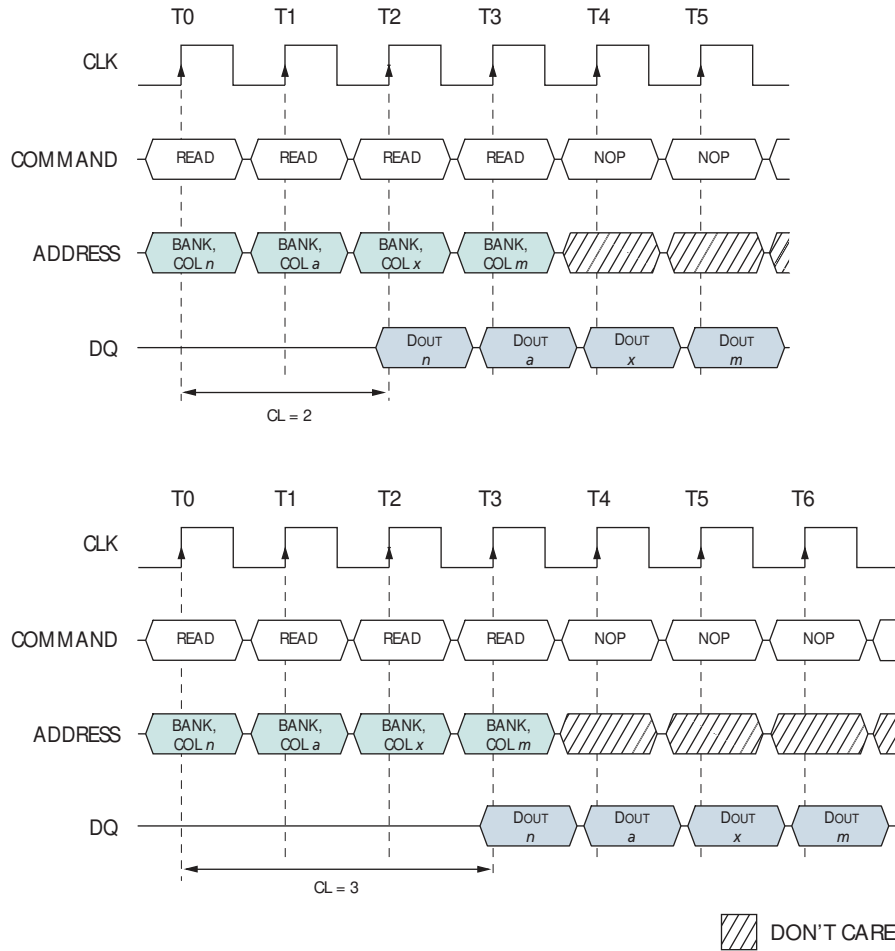 T0 T1 T2 T3 T4 T5
CLK
COMMAND READ READ READ READ NOP NOP
ADDRESS BANK, COL n BANK, COL a BANK, COL x BANK, COL m
DQ DOUT n DOUT a DOUT x DOUT m
CL = 2
T0 T1 T2 T3 T4 T5 T6
CLK
COMMAND READ READ READ READ NOP NOP NOP
ADDRESS BANK, COL n BANK, COL a BANK, COL x BANK, COL m
DQ DOUT n DOUT a DOUT x DOUT m
CL = 3
DON'T CARE